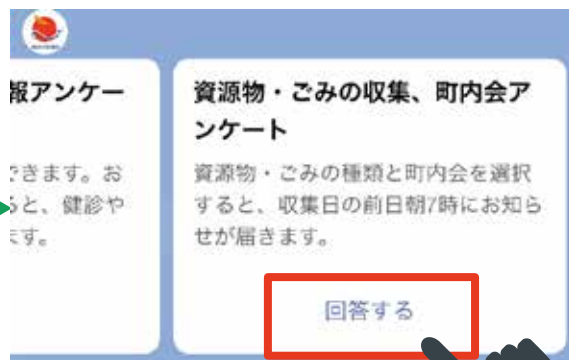 報アンケー
できます。お
ると、健診や
ます。
資源物・ごみの収集、町内会ア
ンケート
資源物・ごみの種類と町内会を選択
すると、収集日の前日朝7時にお知ら
せが届きます。
回答する